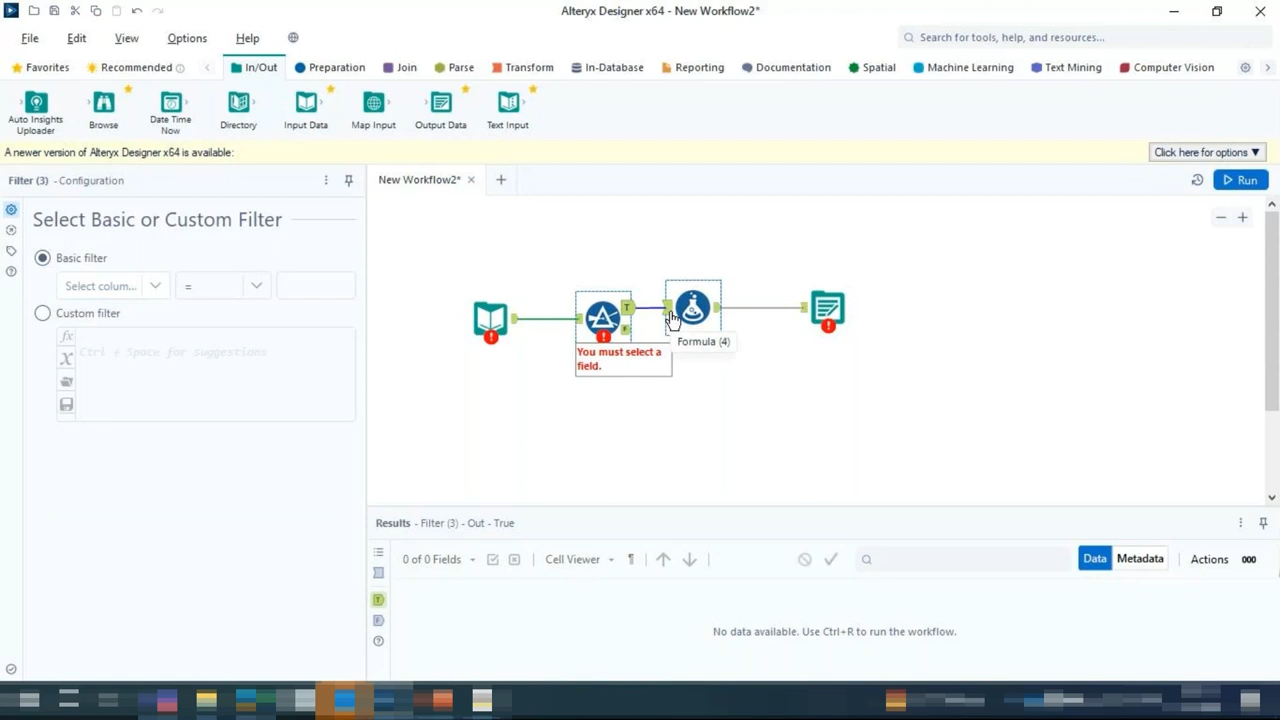 Alteryx Designer x64 - New Workflow2*
File Edit View Options Help
Search for tools, help, and resources...
Favorites Recommended In/Out Preparation Join Parse Transform In-Database Reporting Documentation Spatial Machine Learning Text Mining Computer Vision
Auto Insights Uploader
Browse
Date Time Now
Directory
Input Data
Map Input
Output Data
Text Input
A newer version of Alteryx Designer x64 is available:
Click here for options ▼
Filter (3) - Configuration
New Workflow2*
Run
Select Basic or Custom Filter
Basic filter
Select colum...
=
Custom filter
fx
X
Ctrl + Space for suggestions
T
F
You must select a
field.
Formula (4)
Results - Filter (3) - Out - True
0 of 0 Fields
Cell Viewer
¶
Data
Metadata
Actions
000
T
F
No data available. Use Ctrl+R to run the workflow.